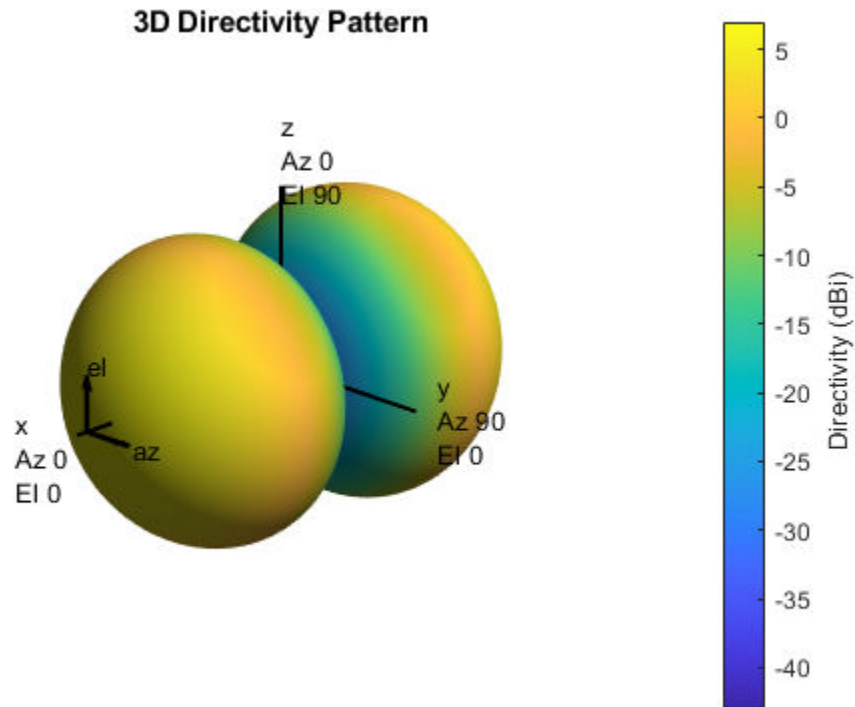 3D Directivity Pattern
z
Az 0
El 90
el
az
x
Az 0
El 0
y
Az 90
El 0
5
0
-5
-10
-15
-20
-25
-30
-35
-40
Directivity (dBi)